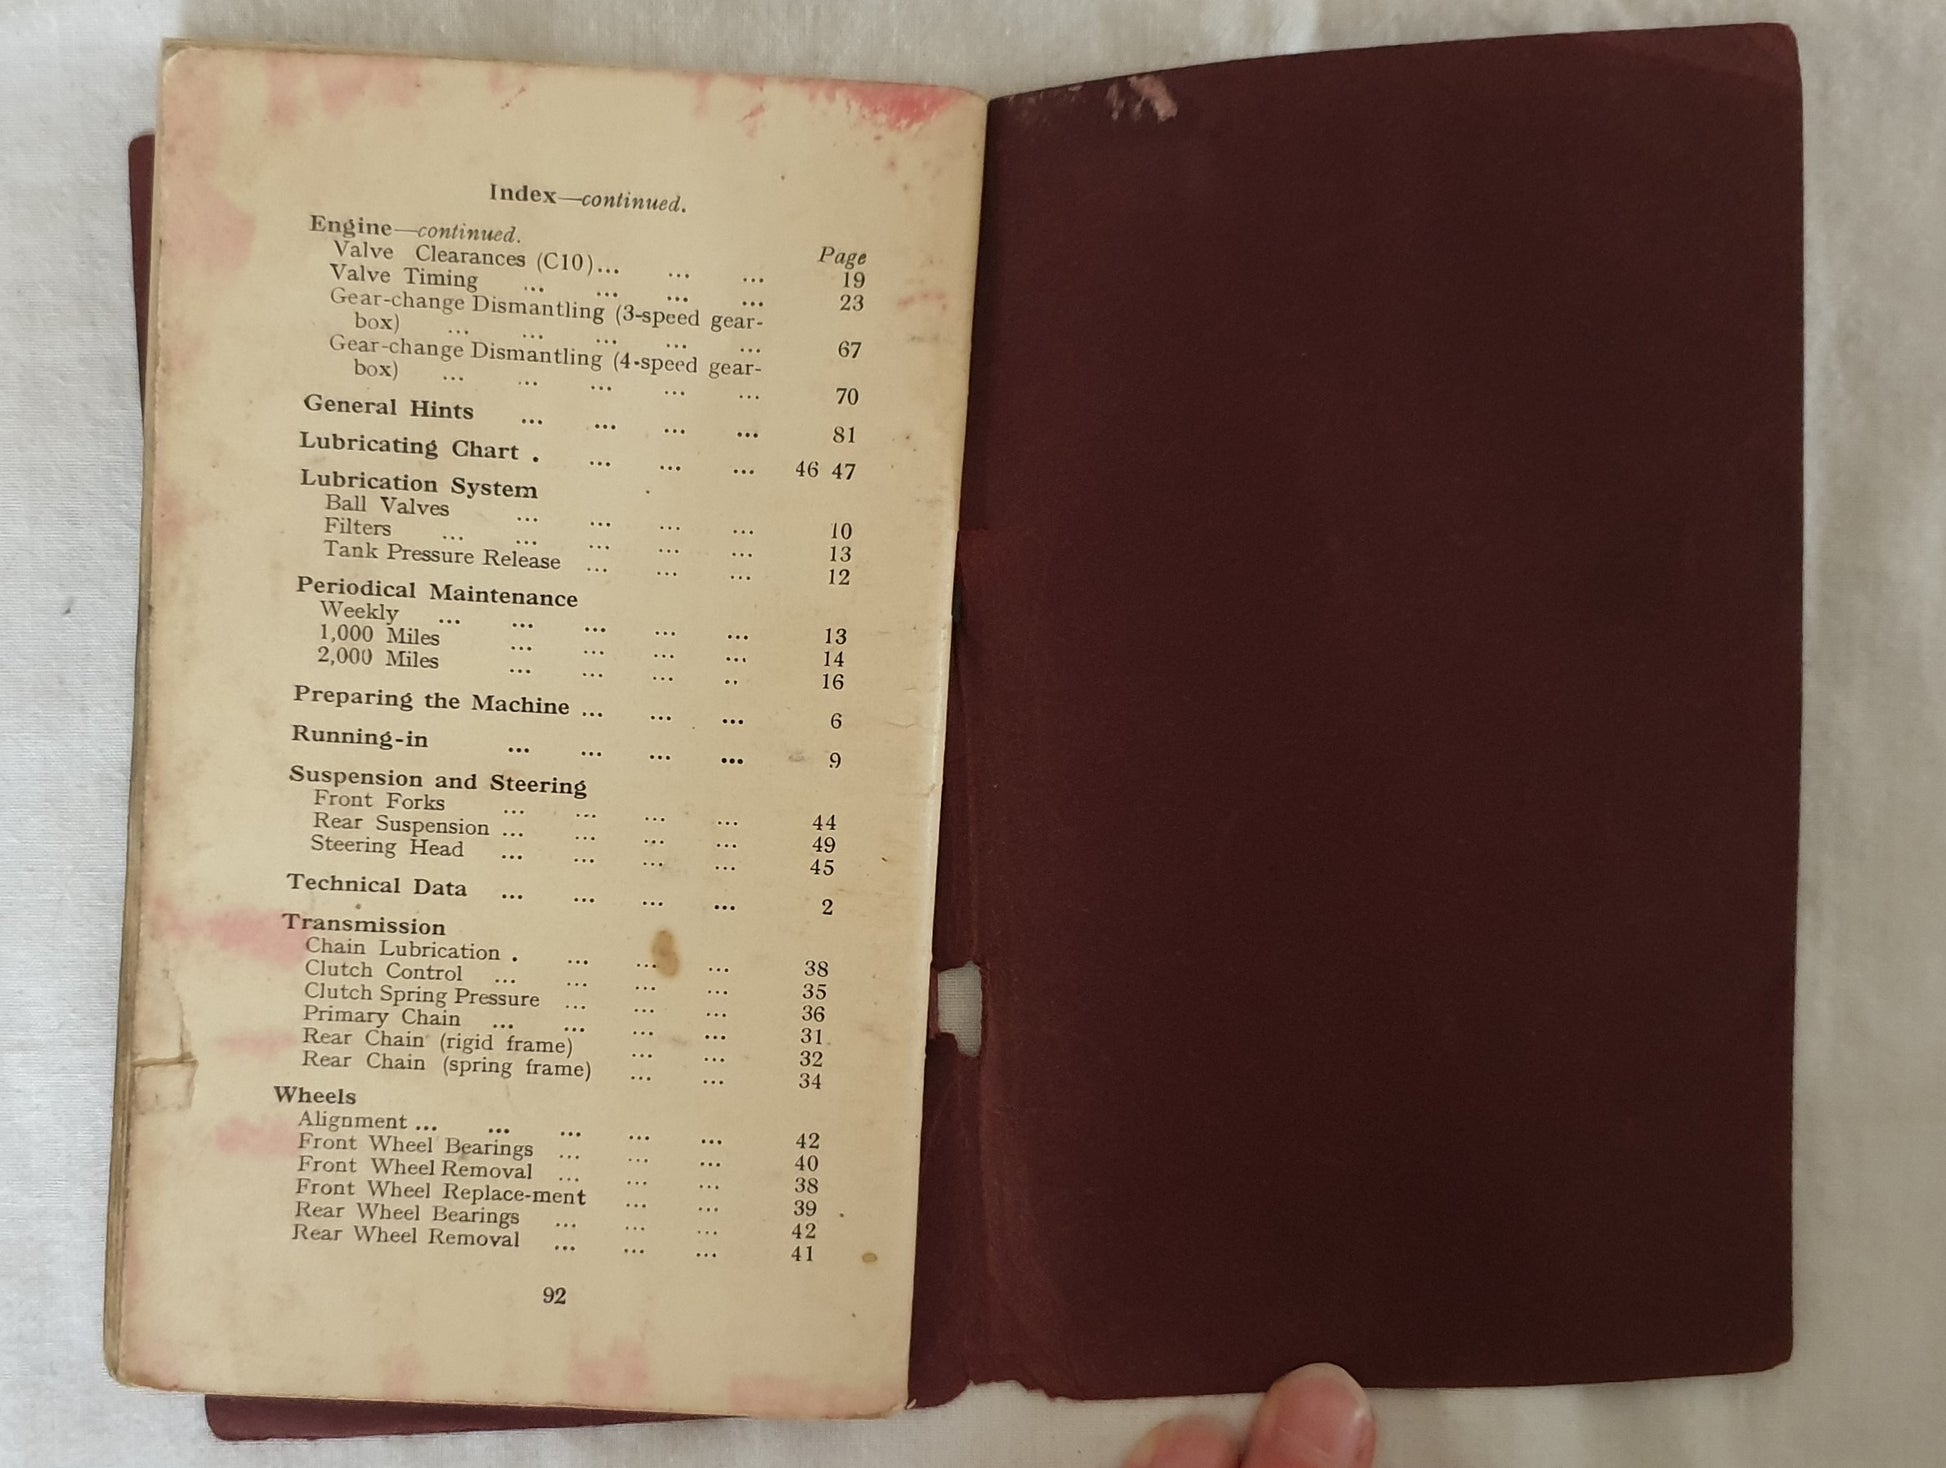 Index—continued.
Engine—continued.
Page
Valve Clearances (C10)... ... ... 19
Valve Timing ... ... ... ... 23
Gear-change Dismantling (3-speed gear-
box) ... ... ... ... ... 67
Gear-change Dismantling (4-speed gear-
box) ... ... ... ... ... 70
General Hints ... ... ... ... 81
Lubricating Chart . ... ... ... 46 47
Lubrication System
Ball Valves ... ... ... ... 10
Filters ... ... ... ... ... 13
Tank Pressure Release ... ... ... 12
Periodical Maintenance
Weekly ... ... ... ... ... 13
1,000 Miles ... ... ... ... 14
2,000 Miles ... ... ... .. 16
Preparing the Machine ... ... ... 6
Running-in ... ... ... ... 9
Suspension and Steering
Front Forks ... ... ... ... 44
Rear Suspension ... ... ... ... 49
Steering Head ... ... ... ... 45
Technical Data ... ... ... ... 2
Transmission
Chain Lubrication . ... ... ... 38
Clutch Control ... ... ... ... 35
Clutch Spring Pressure ... ... ... 36
Primary Chain ... ... ... ... 31
Rear Chain (rigid frame) ... ... 32
Rear Chain (spring frame) ... ... 34
Wheels
Alignment ... ... ... ... ... 42
Front Wheel Bearings ... ... ... 40
Front Wheel Removal ... ... ... 38
Front Wheel Replace-ment ... ... 39
Rear Wheel Bearings ... ... ... 42
Rear Wheel Removal ... ... ... 41
92